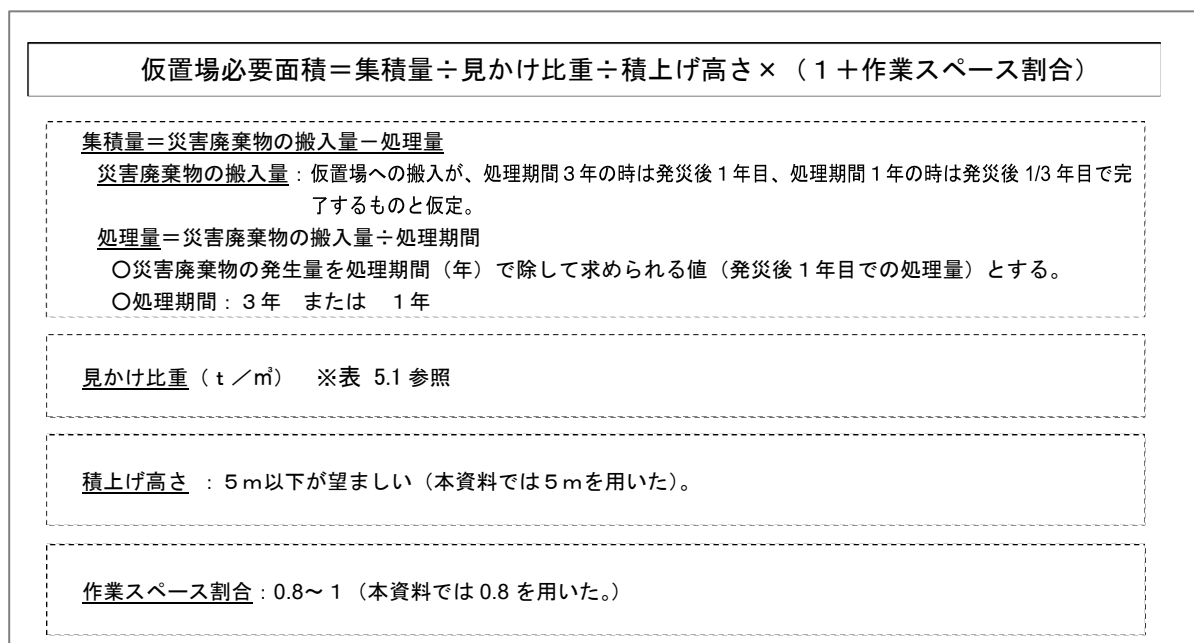 仮置場必要面積＝集積量÷見かけ比重÷積上げ高さ×（１＋作業スペース割合）
集積量＝災害廃棄物の搬入量－処理量
災害廃棄物の搬入量：仮置場への搬入が、処理期間３年の時は発災後１年目、処理期間１年の時は発災後 1/3 年目で完
了するものと仮定。
処理量＝災害廃棄物の搬入量÷処理期間
〇災害廃棄物の発生量を処理期間（年）で除して求められる値（発災後１年目での処理量）とする。
〇処理期間：３年　または　１年
見かけ比重（ｔ／㎥）　※表 5.1 参照
積上げ高さ ：５ｍ以下が望ましい（本資料では５ｍを用いた）。
作業スペース割合：0.8～１（本資料では 0.8 を用いた。）